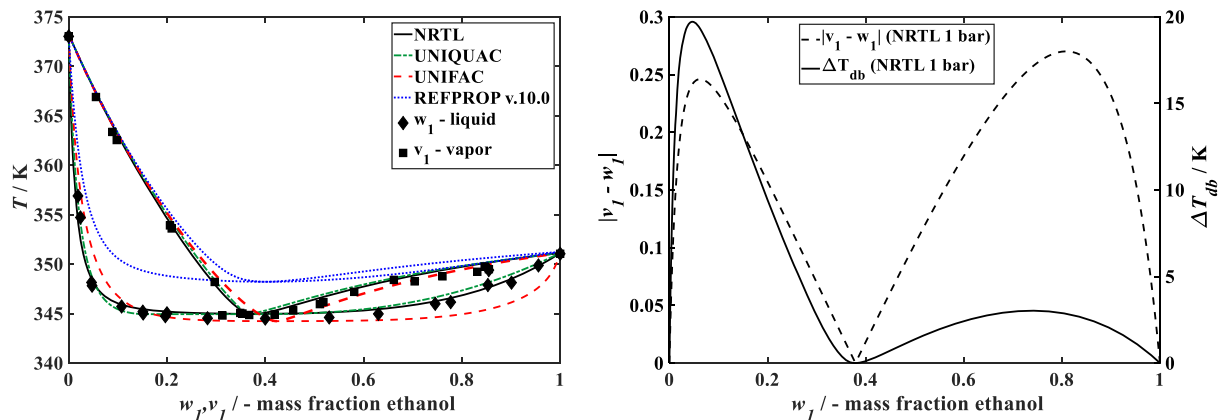 375
370
365
360
355
350
345
340
T / K
0
0.2
0.4
0.6
0.8
1
w1,v1 / - mass fraction ethanol
NRTL
UNIQUAC
UNIFAC
REFPROP v.10.0
w1 - liquid
v1 - vapor
0.3
0.25
0.2
0.15
0.1
0.05
0
|v1 - w1|
|v1 - w1| (NRTL 1 bar)
ΔTdb (NRTL 1 bar)
20
15
10
5
0
ΔTdb / K
0
0.2
0.4
0.6
0.8
1
w1 / - mass fraction ethanol